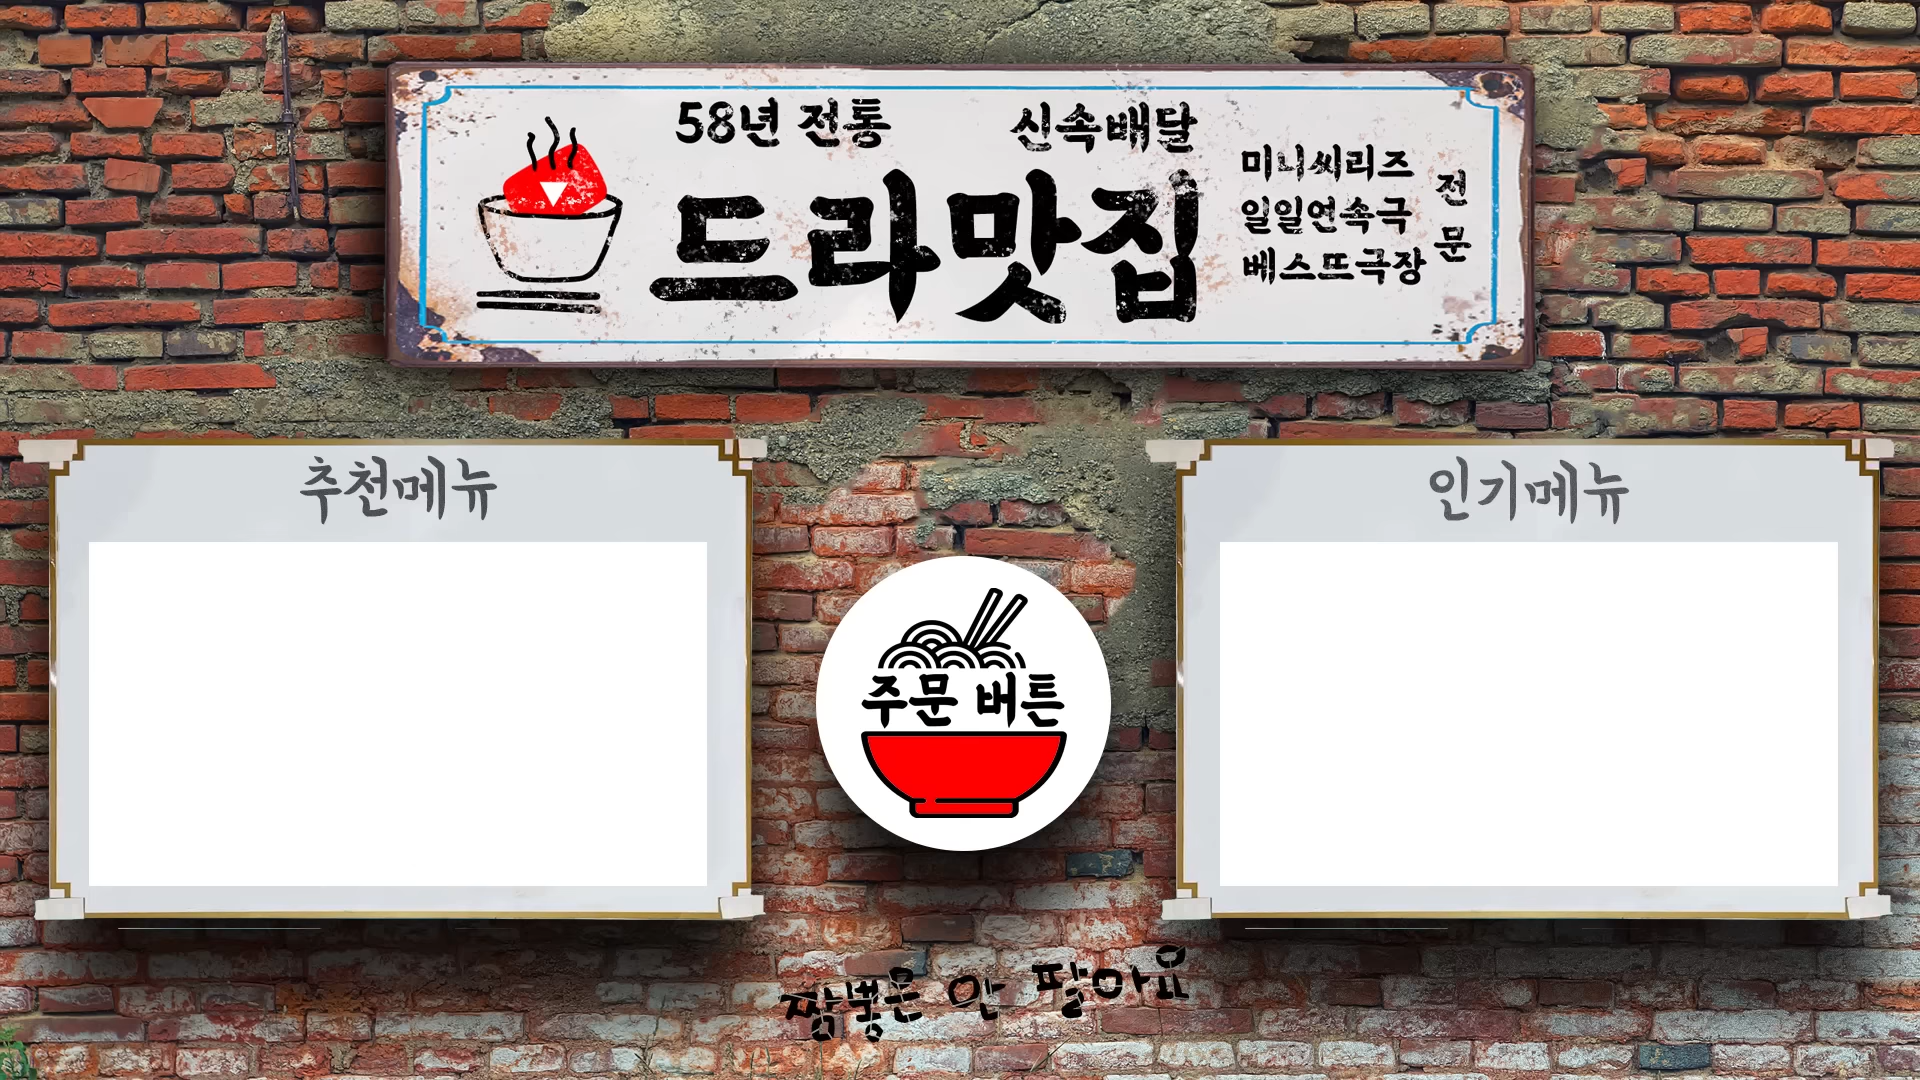 58년 전통 신속배달
드라맛집
미니씨리즈
일일연속극
베스뜨극장
전문
추천메뉴
인기메뉴
주문 버튼
짬뽕은 안 팔아요